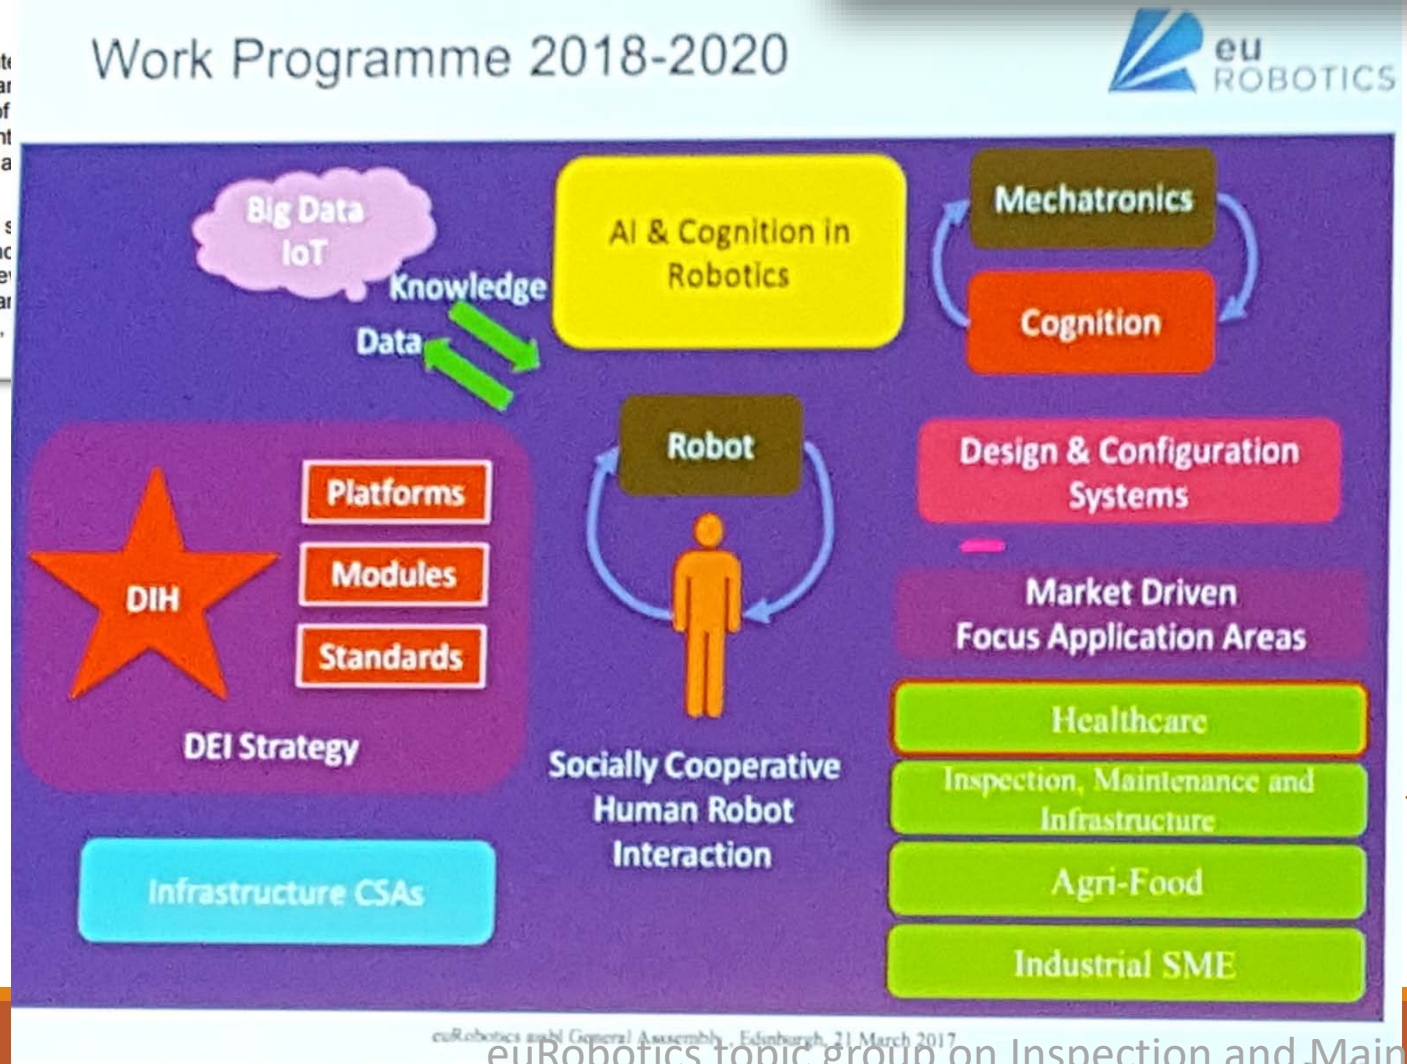 Work Programme 2018-2020
eu
ROBOTICS
Big Data
IoT
Knowledge
Data
AI & Cognition in
Robotics
Mechatronics
Cognition
Robot
Design & Configuration
Systems
Platforms
Modules
Standards
DIH
DEI Strategy
Market Driven
Focus Application Areas
Healthcare
Inspection, Maintenance and
Infrastructure
Agri-Food
Industrial SME
Socially Cooperative
Human Robot
Interaction
Infrastructure CSAs
euRobotics aisbl General Assembly , Edinburgh, 21 March 2017
euRobotics topic group on Inspection and Main